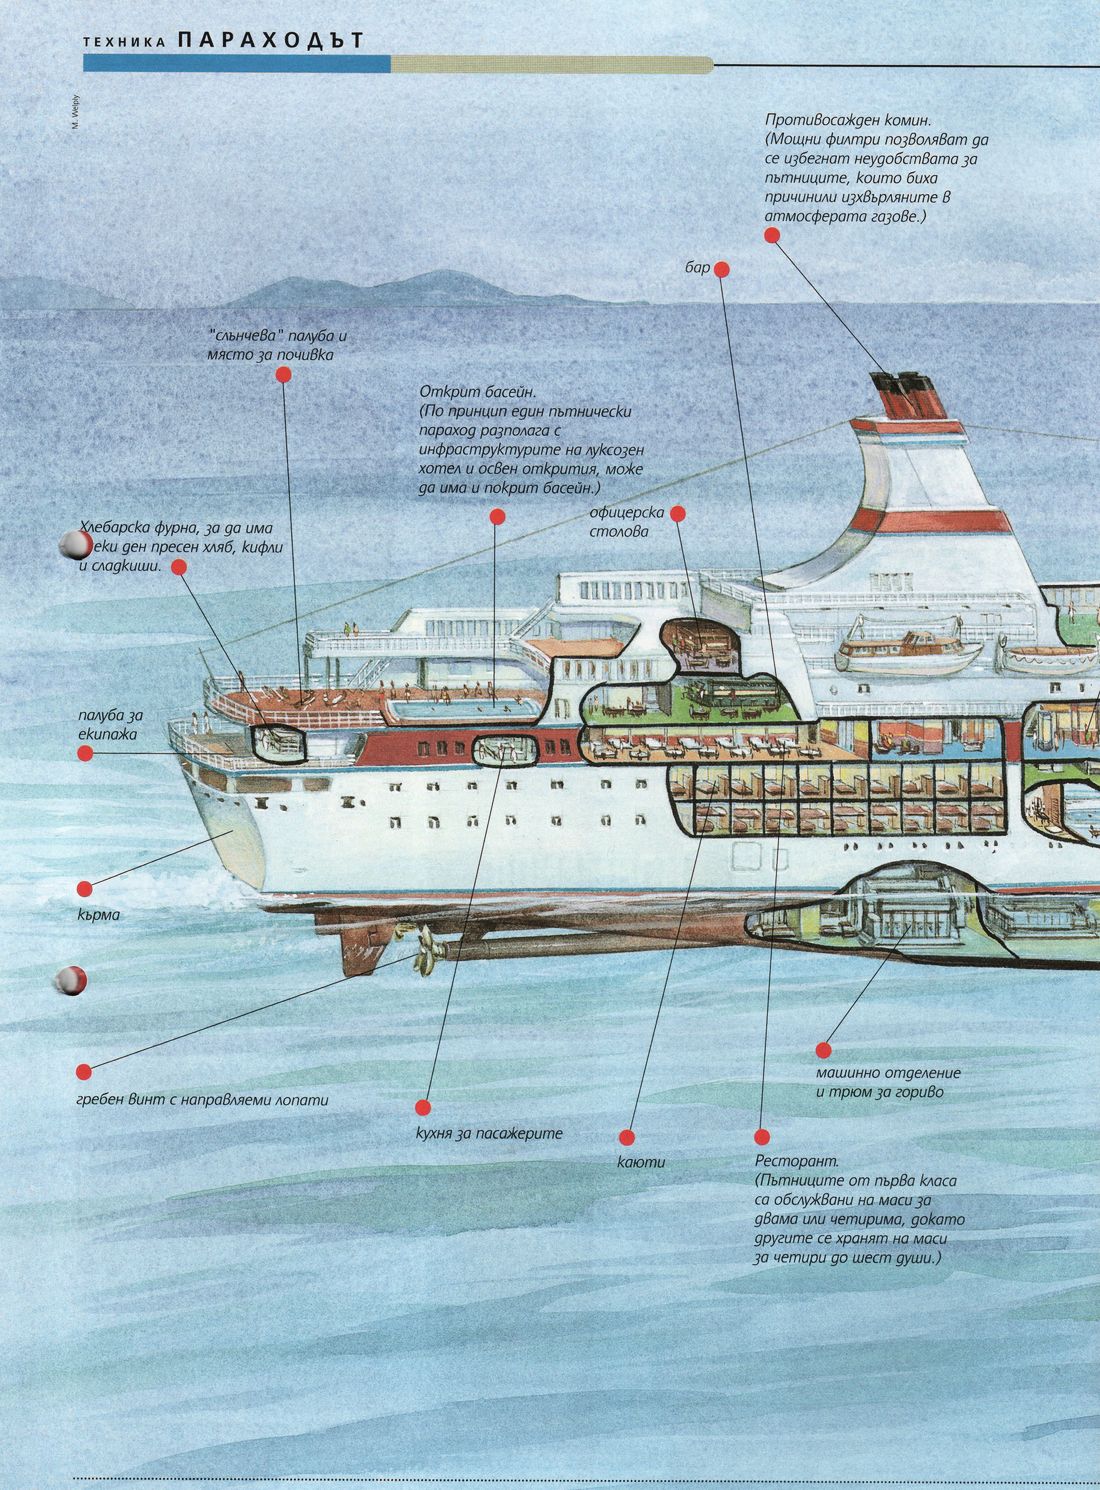 ТЕХНИКА ПАРАХОДЪТ
M. Welply
Противосажден комин.
(Мощни филтри позволяват да
се избегнат неудобствата за
пътниците, които биха
причинили изхвърляните в
атмосферата газове.)
бар
"слънчева" палуба и
място за почивка
Открит басейн.
(По принцип един пътнически
параход разполага с
инфраструктурите на луксозен
хотел и освен открития, може
да има и покрит басейн.)
офицерска
столова
Хлебарска фурна, за да има
еки ден пресен хляб, кифли
и сладкиши.
палуба за
екипажа
кърма
гребен винт с направляеми лопати
кухня за пасажерите
каюти
машинно отделение
и трюм за гориво
Ресторант.
(Пътниците от първа класа
са обслужвани на маси за
двама или четирима, докато
другите се хранят на маси
за четири до шест души.)